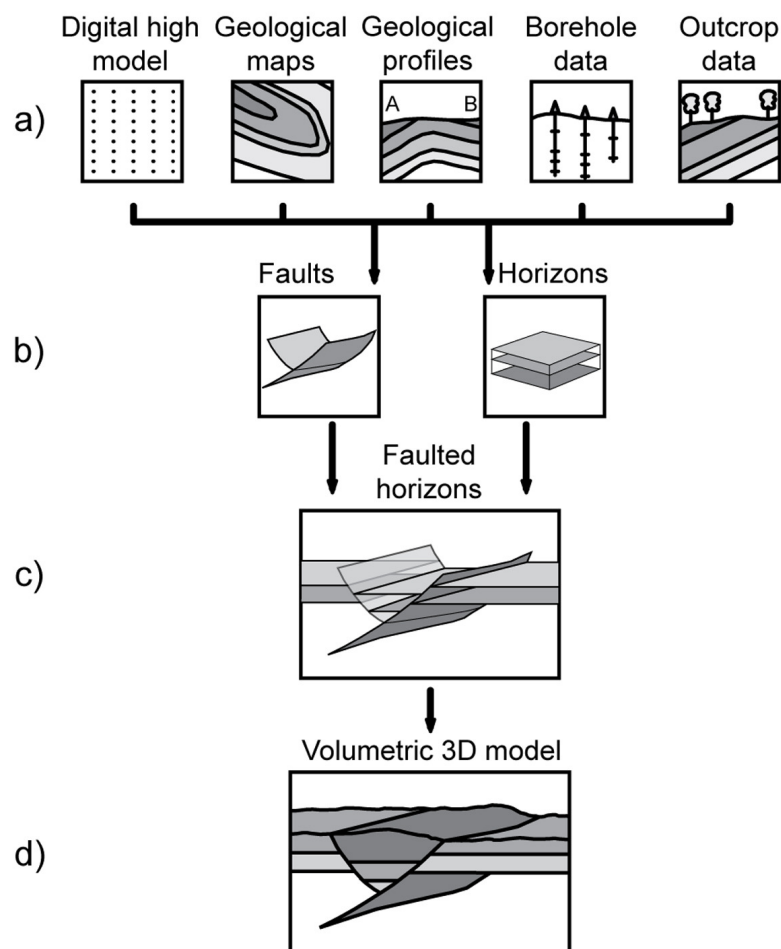 Digital high
model
Geological
maps
Geological
profiles
Borehole
data
Outcrop
data
a)
A
B
Faults
Horizons
b)
Faulted
horizons
c)
Volumetric 3D model
d)